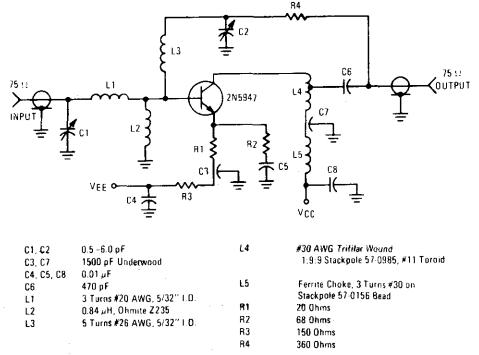 R4
C2
L3
75 Ω
INPUT
L1
C1
L2
2N5947
L4
C6
75 Ω
OUTPUT
C7
R1
R2
L5
C3
C5
C8
VEE
C4
R3
VCC
C1, C2 0.5 -6.0 pF
C3, C7 1500 pF Underwood
C4, C5, C8 0.01 μF
C6 470 pF
L1 3 Turns #20 AWG, 5/32" I.D.
L2 0.84 μH, Ohmite Z235
L3 5 Turns #26 AWG, 5/32" I.D.
L4 #30 AWG Trifilar Wound
1:9:9 Stackpole 57-0985, #11 Toroid
L5 Ferrite Choke, 3 Turns #30 on
Stackpole 57-0156 Bead
R1 20 Ohms
R2 68 Ohms
R3 150 Ohms
R4 360 Ohms